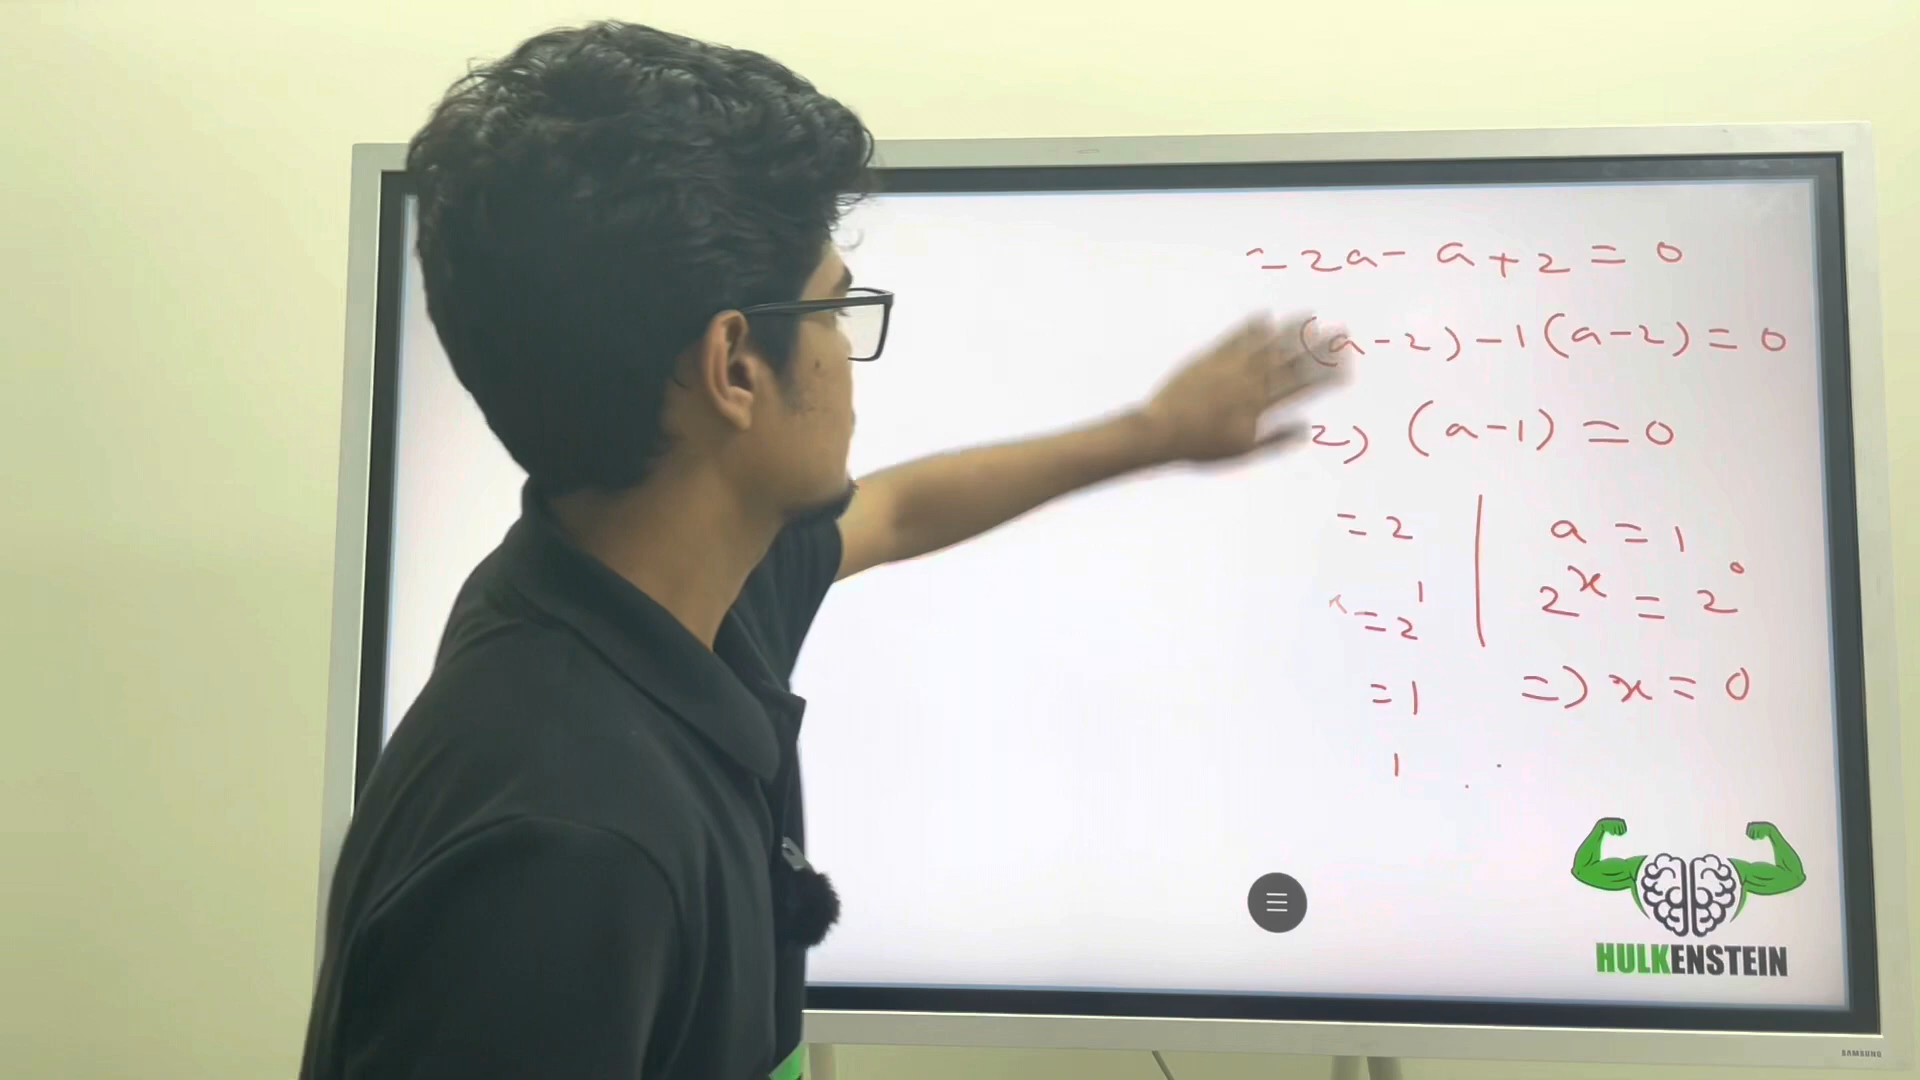 - 2a - a + 2 = 0
(a-2) - 1 (a-2) = 0
2) (a-1) = 0
= 2 | a = 1
x = 2¹ | 2ˣ = 2⁰
= 1 => x = 0
1
HULKENSTEIN
SAMSUNG